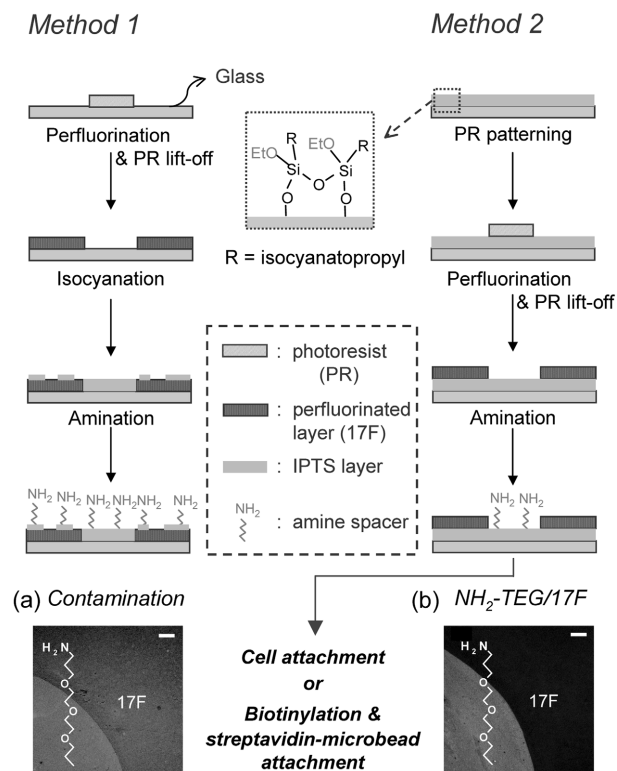 Method 1
Method 2
Glass
Perfluorination
& PR lift-off
Isocyanation
Amination
NH2 NH2 NH2 NH2 NH2 NH2
R
R
EtO
EtO
Si
Si
O
O
O
R = isocyanatopropyl
PR patterning
Perfluorination
& PR lift-off
Amination
NH2 NH2
: photoresist
(PR)
: perfluorinated
layer (17F)
: IPTS layer
NH2
: amine spacer
(a) Contamination
H2N
O
O
O
17F
Cell attachment
or
Biotinylation &
streptavidin-microbead
attachment
(b) NH2-TEG/17F
H2N
O
O
O
17F